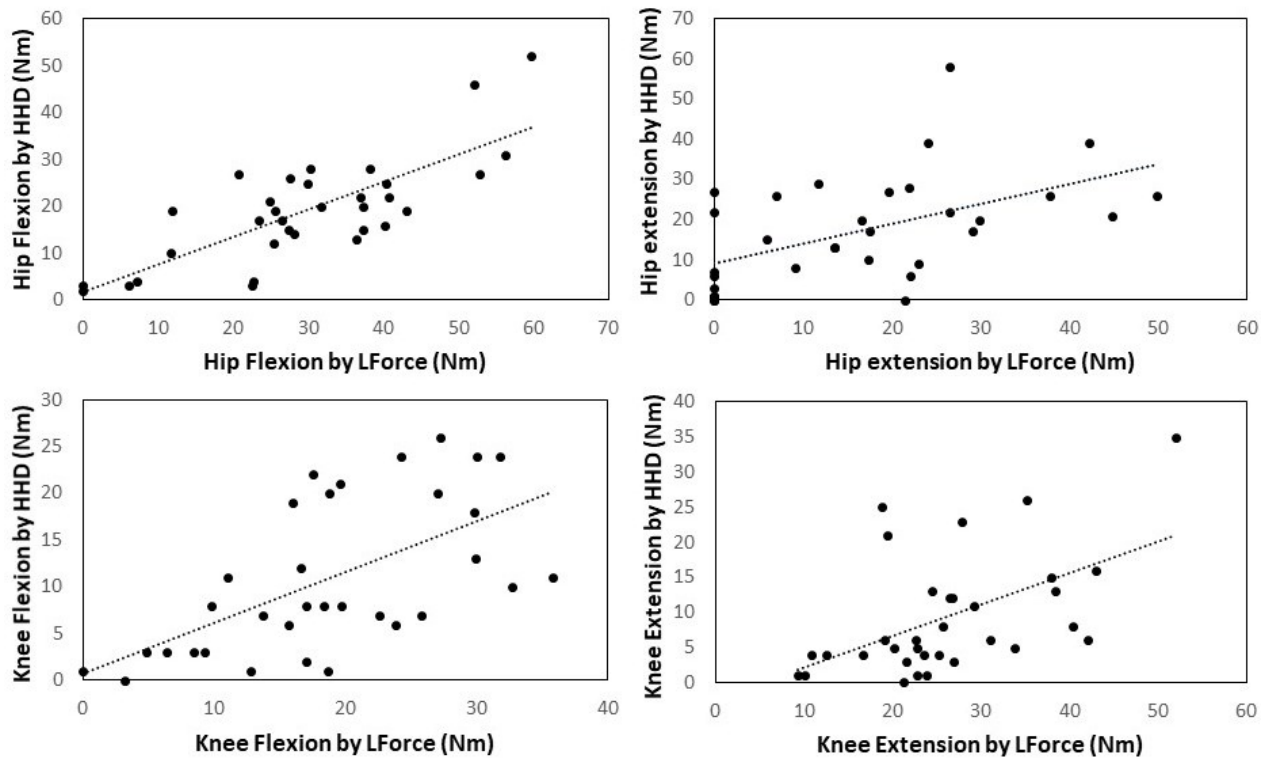 Hip Flexion by HHD (Nm)
60
50
40
30
20
10
0
0 10 20 30 40 50 60 70
Hip Flexion by LForce (Nm)
Hip extension by HHD (Nm)
70
60
50
40
30
20
10
0
0 10 20 30 40 50 60
Hip extension by LForce (Nm)
Knee Flexion by HHD (Nm)
30
25
20
15
10
5
0
0 10 20 30 40
Knee Flexion by LForce (Nm)
Knee Extension by HHD (Nm)
40
35
30
25
20
15
10
5
0
0 10 20 30 40 50 60
Knee Extension by LForce (Nm)